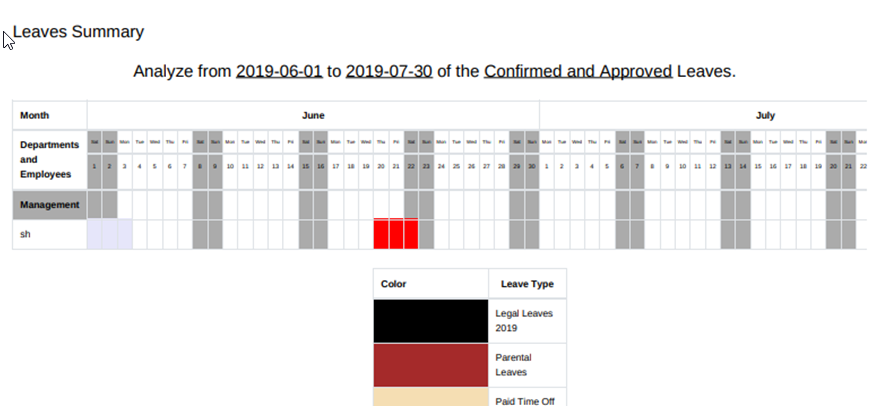 Leaves Summary
Analyze from 2019-06-01 to 2019-07-30 of the Confirmed and Approved Leaves.
Month June July
Departments and Employees
Sat Sun Mon Tue Wed Thu Fri Sat Sun Mon Tue Wed Thu Fri Sat Sun Mon Tue Wed Thu Fri Sat Sun Mon Tue Wed Thu Fri Sat Sun Mon Tue Wed Thu Fri Sat Sun Mon Tue Wed Thu Fri Sat Sun Mon Tue Wed Thu Fri Sat Sun
1 2 3 4 5 6 7 8 9 10 11 12 13 14 15 16 17 18 19 20 21 22 23 24 25 26 27 28 29 30 1 2 3 4 5 6 7 8 9 10 11 12 13 14 15 16 17 18 19 20 21 22
Management
sh
Color Leave Type
Legal Leaves
2019
Parental
Leaves
Paid Time Off